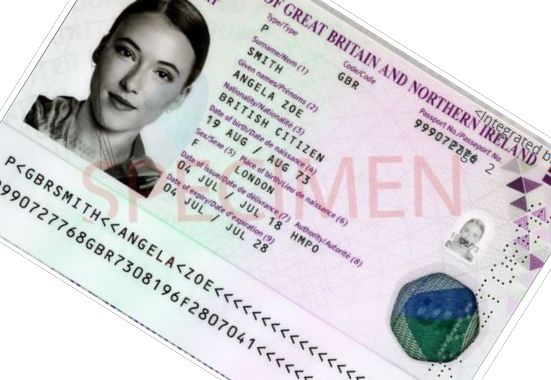 OF GREAT BRITAIN AND NORTHERN IRELAND
Type/Type
P
Code/Code
GBR
Passport No./Passeport No.
Surname/Nom (1)
SMITH
Given names/Prénoms (2)
ANGELA ZOE
Nationality/Nationalité (3)
BRITISH CITIZEN
Date of birth/Date de naissance (4)
19 AUG / AUG 73
Sex/Sexe (5) Place of birth/Lieu de naissance (6)
LONDON
Date of issue/Date de délivrance (7) Authority/Autorité (8)
04 JUL / JUL 18 HMPO
Date of expiry/Date d'expiration (9)
04 JUL / JUL 28
SPECIMEN
<Integrated b
2
P<GBRSMITH<<ANGELA<ZOE<<<<<<<<<<<<<<<
9990727768GBR7308196F2807041<<<<<<